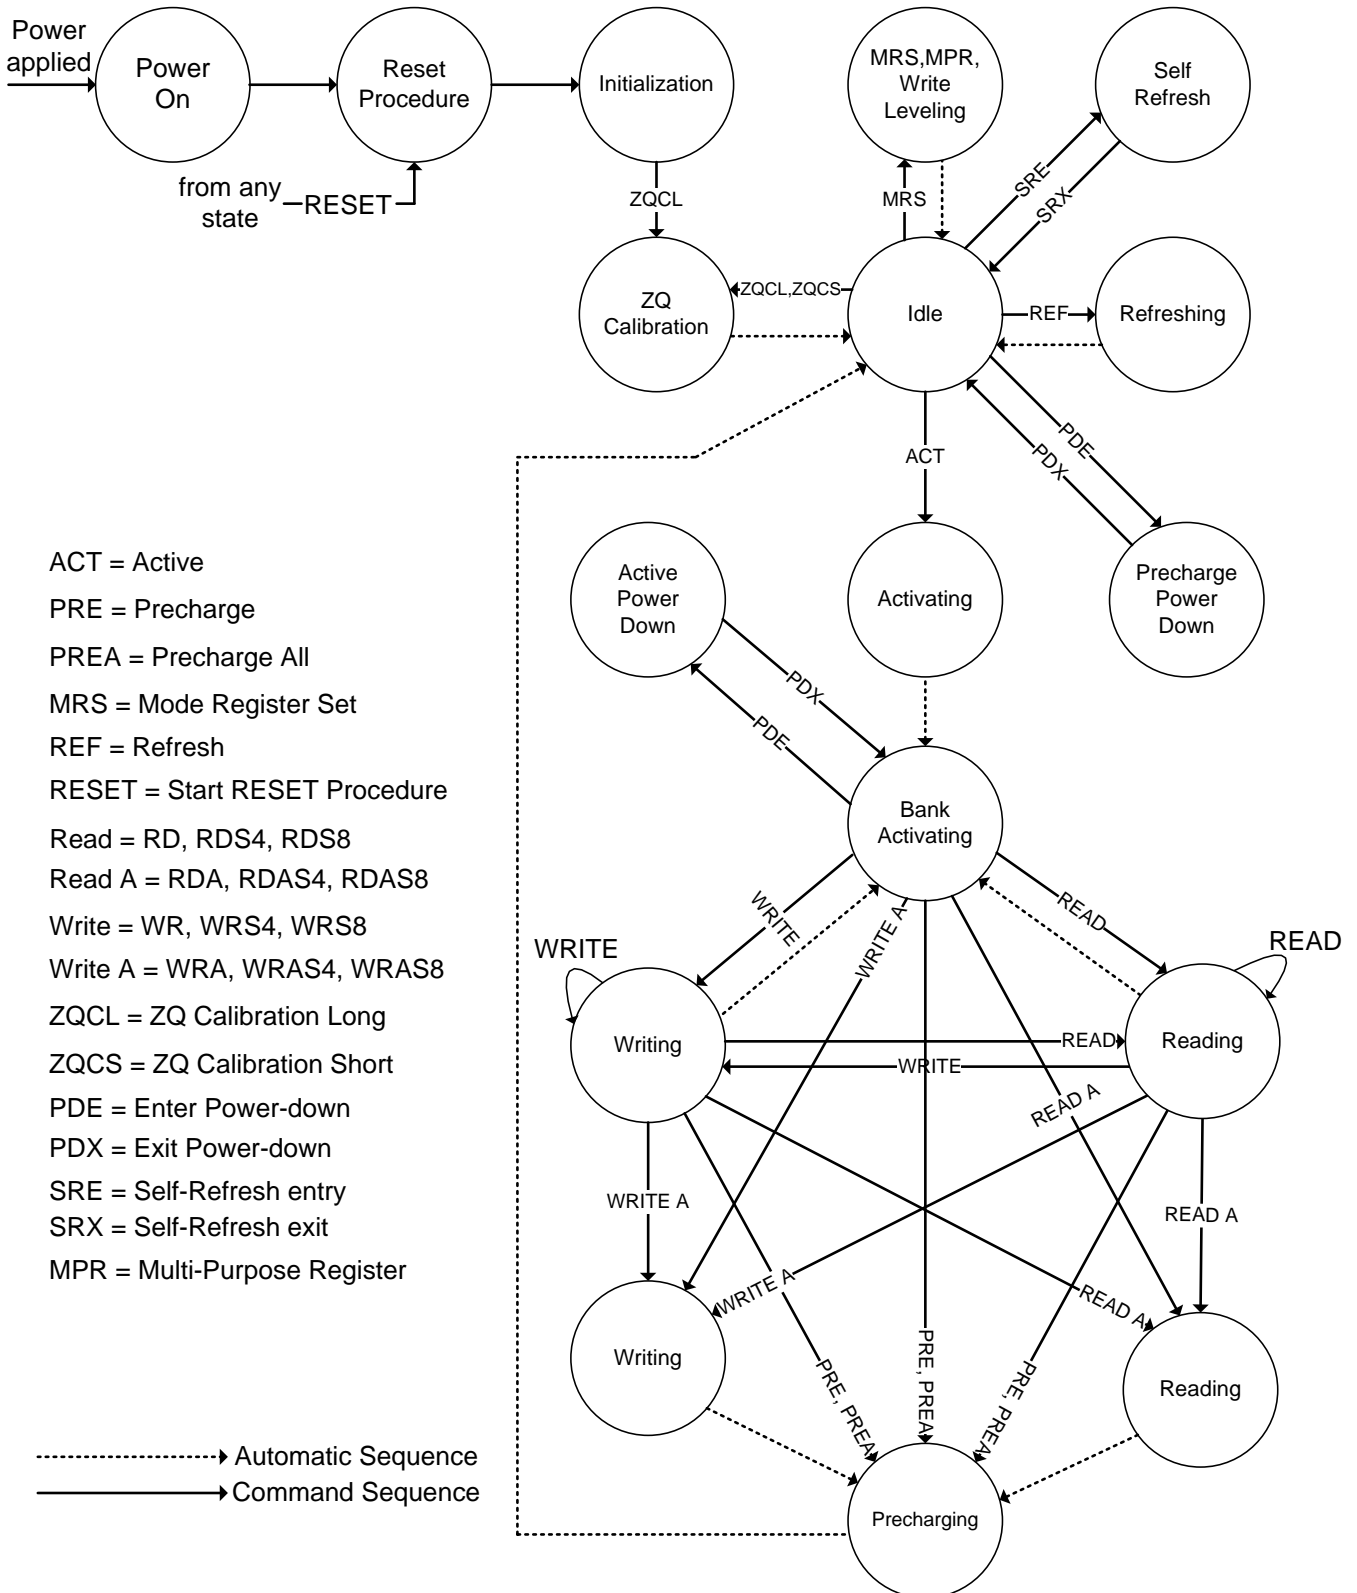 Power
applied
Power
On
Reset
Procedure
Initialization
MRS,MPR,
Write
Leveling
Self
Refresh
from any
state
RESET
ZQCL
MRS
SRE
SRX
ZQ
Calibration
ZQCL,ZQCS
Idle
REF
Refreshing
ACT
PDE
PDX
Active
Power
Down
Activating
Precharge
Power
Down
PDX
PDE
Bank
Activating
WRITE
WRITE A
READ
WRITE
READ
Writing
READ
Reading
WRITE
READ A
WRITE A
READ A
WRITE A
READ A
Writing
PRE, PREA
PRE, PREA
PRE, PREA
Reading
Precharging
ACT = Active
PRE = Precharge
PREA = Precharge All
MRS = Mode Register Set
REF = Refresh
RESET = Start RESET Procedure
Read = RD, RDS4, RDS8
Read A = RDA, RDAS4, RDAS8
Write = WR, WRS4, WRS8
Write A = WRA, WRAS4, WRAS8
ZQCL = ZQ Calibration Long
ZQCS = ZQ Calibration Short
PDE = Enter Power-down
PDX = Exit Power-down
SRE = Self-Refresh entry
SRX = Self-Refresh exit
MPR = Multi-Purpose Register
Automatic Sequence
Command Sequence